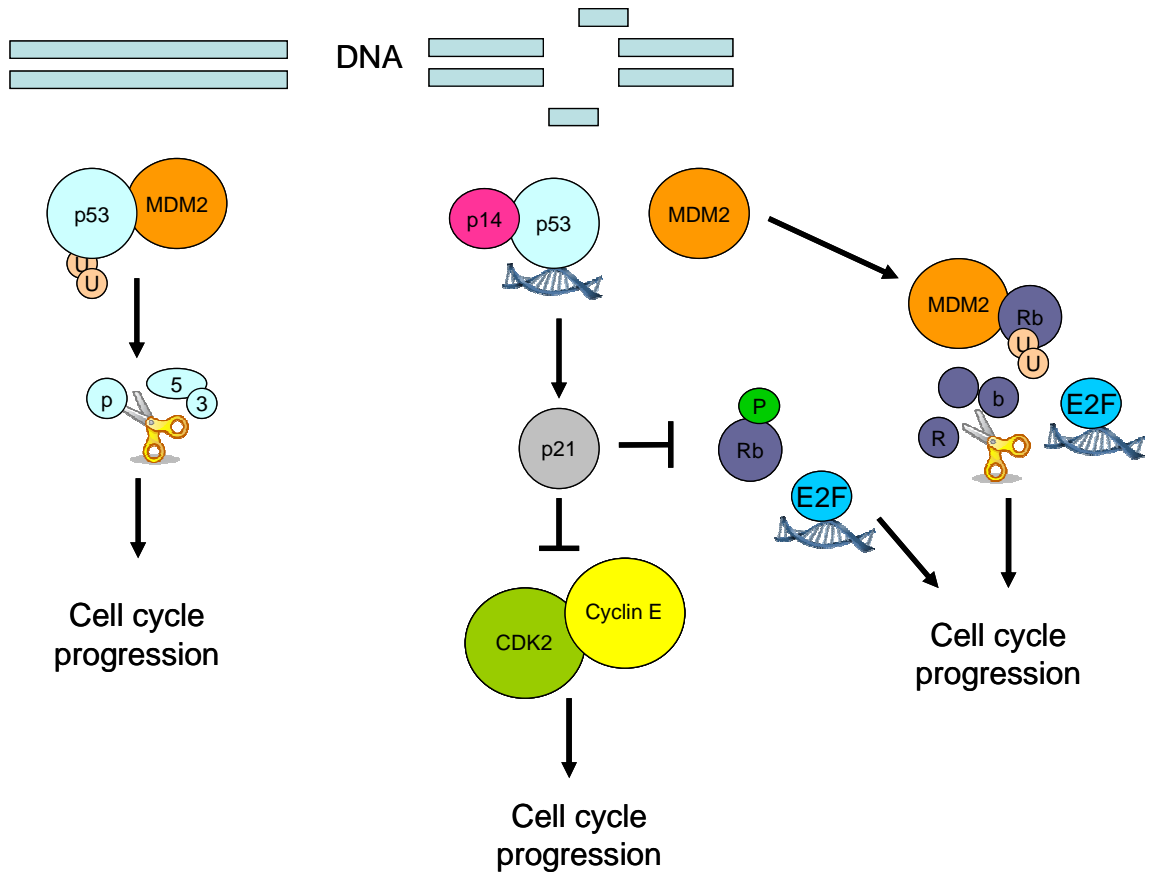 DNA
p53
MDM2
U
U
p
5
3
Cell cycle
progression
p14
p53
MDM2
p21
P
Rb
E2F
CDK2
Cyclin E
Cell cycle
progression
MDM2
Rb
U
U
b
R
E2F
Cell cycle
progression